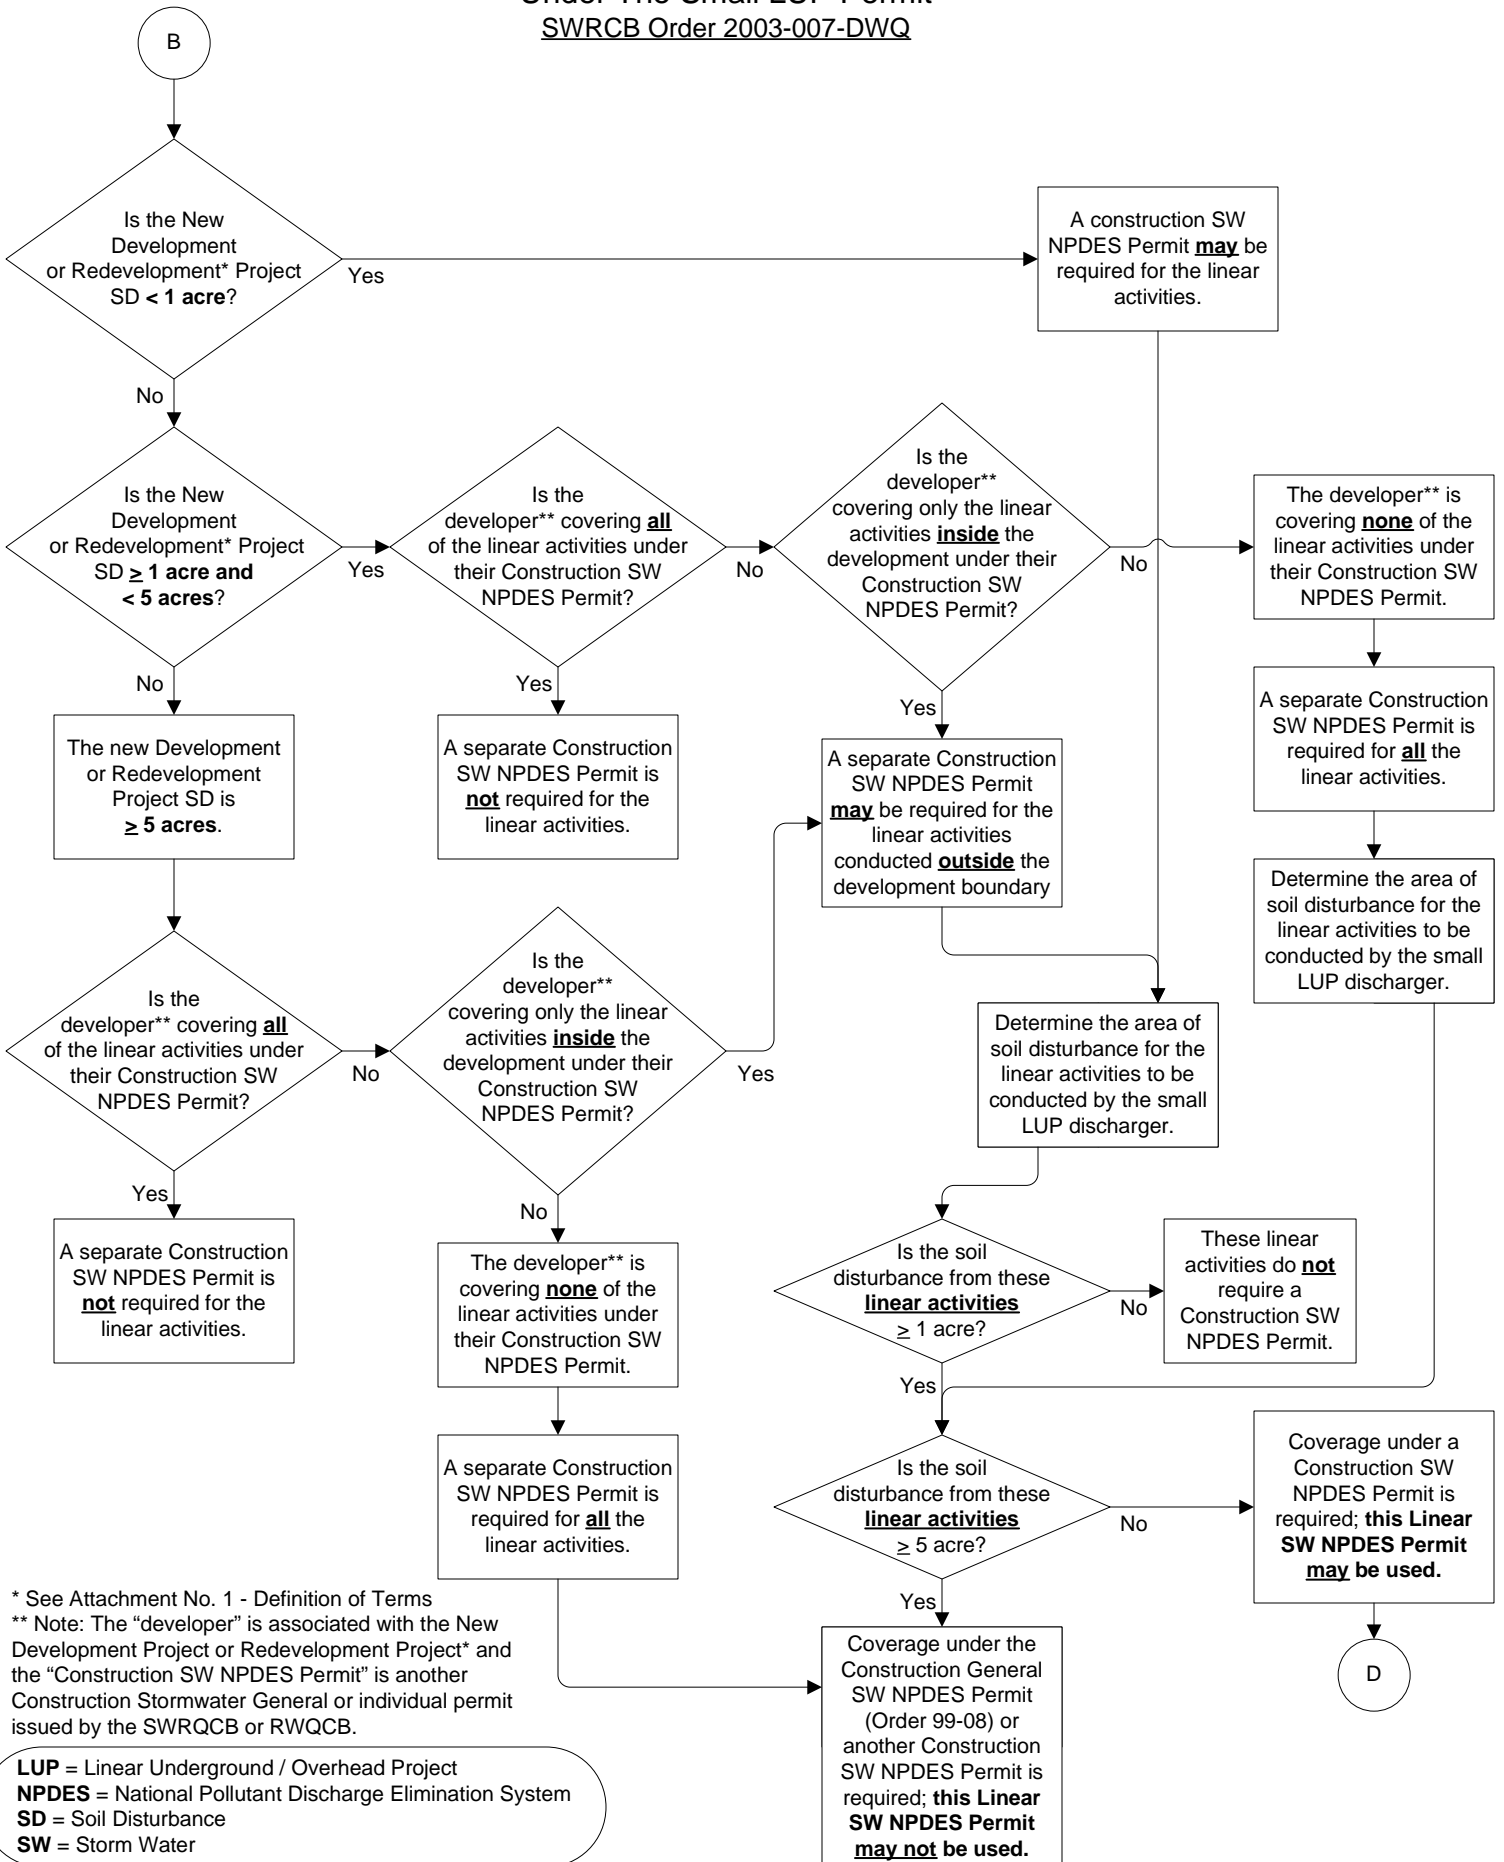 Under The Small LUP Permit
SWRCB Order 2003-007-DWQ
B
Is the New
Development
or Redevelopment* Project
SD < 1 acre?
Yes
A construction SW
NPDES Permit may be
required for the linear
activities.
No
Is the New
Development
or Redevelopment* Project
SD ≥ 1 acre and
< 5 acres?
Yes
Is the
developer** covering all
of the linear activities under
their Construction SW
NPDES Permit?
No
Is the
developer**
covering only the linear
activities inside the
development under their
Construction SW
NPDES Permit?
No
The developer** is
covering none of the
linear activities under
their Construction SW
NPDES Permit.
No
Yes
Yes
The new Development
or Redevelopment
Project SD is
≥ 5 acres.
A separate Construction
SW NPDES Permit is
not required for the
linear activities.
A separate Construction
SW NPDES Permit
may be required for the
linear activities
conducted outside the
development boundary
A separate Construction
SW NPDES Permit is
required for all the
linear activities.
Determine the area of
soil disturbance for the
linear activities to be
conducted by the small
LUP discharger.
Is the
developer** covering all
of the linear activities under
their Construction SW
NPDES Permit?
No
Is the
developer**
covering only the linear
activities inside the
development under their
Construction SW
NPDES Permit?
Yes
Determine the area of
soil disturbance for the
linear activities to be
conducted by the small
LUP discharger.
Yes
No
A separate Construction
SW NPDES Permit is
not required for the
linear activities.
The developer** is
covering none of the
linear activities under
their Construction SW
NPDES Permit.
Is the soil
disturbance from these
linear activities
≥ 1 acre?
No
These linear
activities do not
require a
Construction SW
NPDES Permit.
Yes
A separate Construction
SW NPDES Permit is
required for all the
linear activities.
Is the soil
disturbance from these
linear activities
≥ 5 acre?
No
Coverage under a
Construction SW
NPDES Permit is
required; this Linear
SW NPDES Permit
may be used.
Yes
D
Coverage under the
Construction General
SW NPDES Permit
(Order 99-08) or
another Construction
SW NPDES Permit is
required; this Linear
SW NPDES Permit
may not be used.
* See Attachment No. 1 - Definition of Terms
** Note: The “developer” is associated with the New
Development Project or Redevelopment Project* and
the “Construction SW NPDES Permit” is another
Construction Stormwater General or individual permit
issued by the SWRQCB or RWQCB.
LUP = Linear Underground / Overhead Project
NPDES = National Pollutant Discharge Elimination System
SD = Soil Disturbance
SW = Storm Water